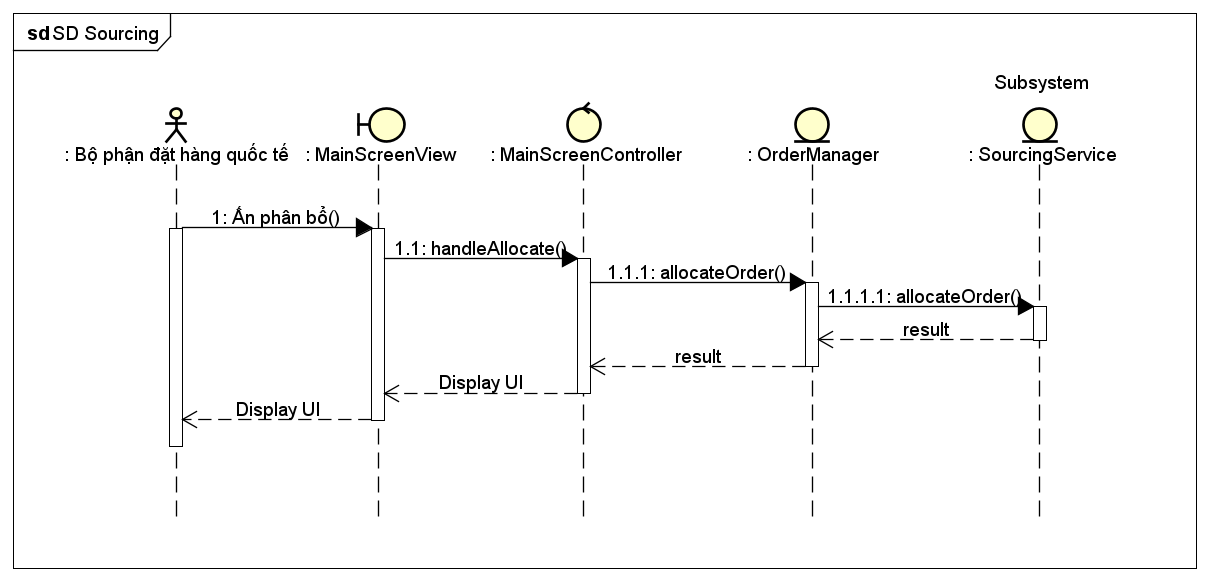 sd SD Sourcing
Subsystem
: Bộ phận đặt hàng quốc tế
: MainScreenView
: MainScreenController
: OrderManager
: SourcingService
1: Ấn phân bổ()
1.1: handleAllocate()
1.1.1: allocateOrder()
1.1.1.1: allocateOrder()
result
result
Display UI
Display UI